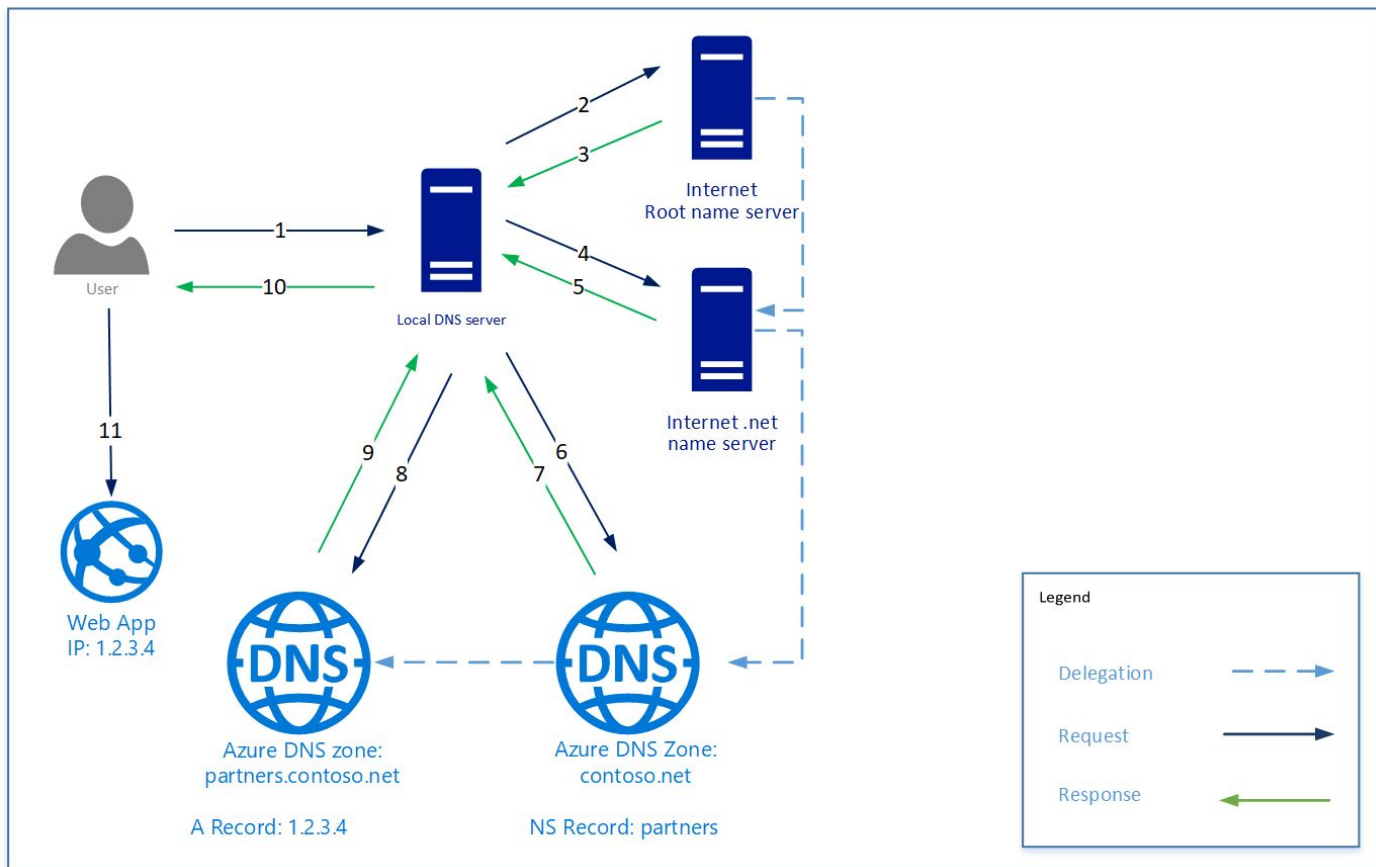 2
3
Internet
Root name server
1
4
5
10
User
Local DNS server
Internet .net
name server
11
9
8
7
6
Web App
IP: 1.2.3.4
DNS
DNS
Azure DNS zone:
partners.contoso.net
A Record: 1.2.3.4
Azure DNS Zone:
contoso.net
NS Record: partners
Legend
Delegation
Request
Response